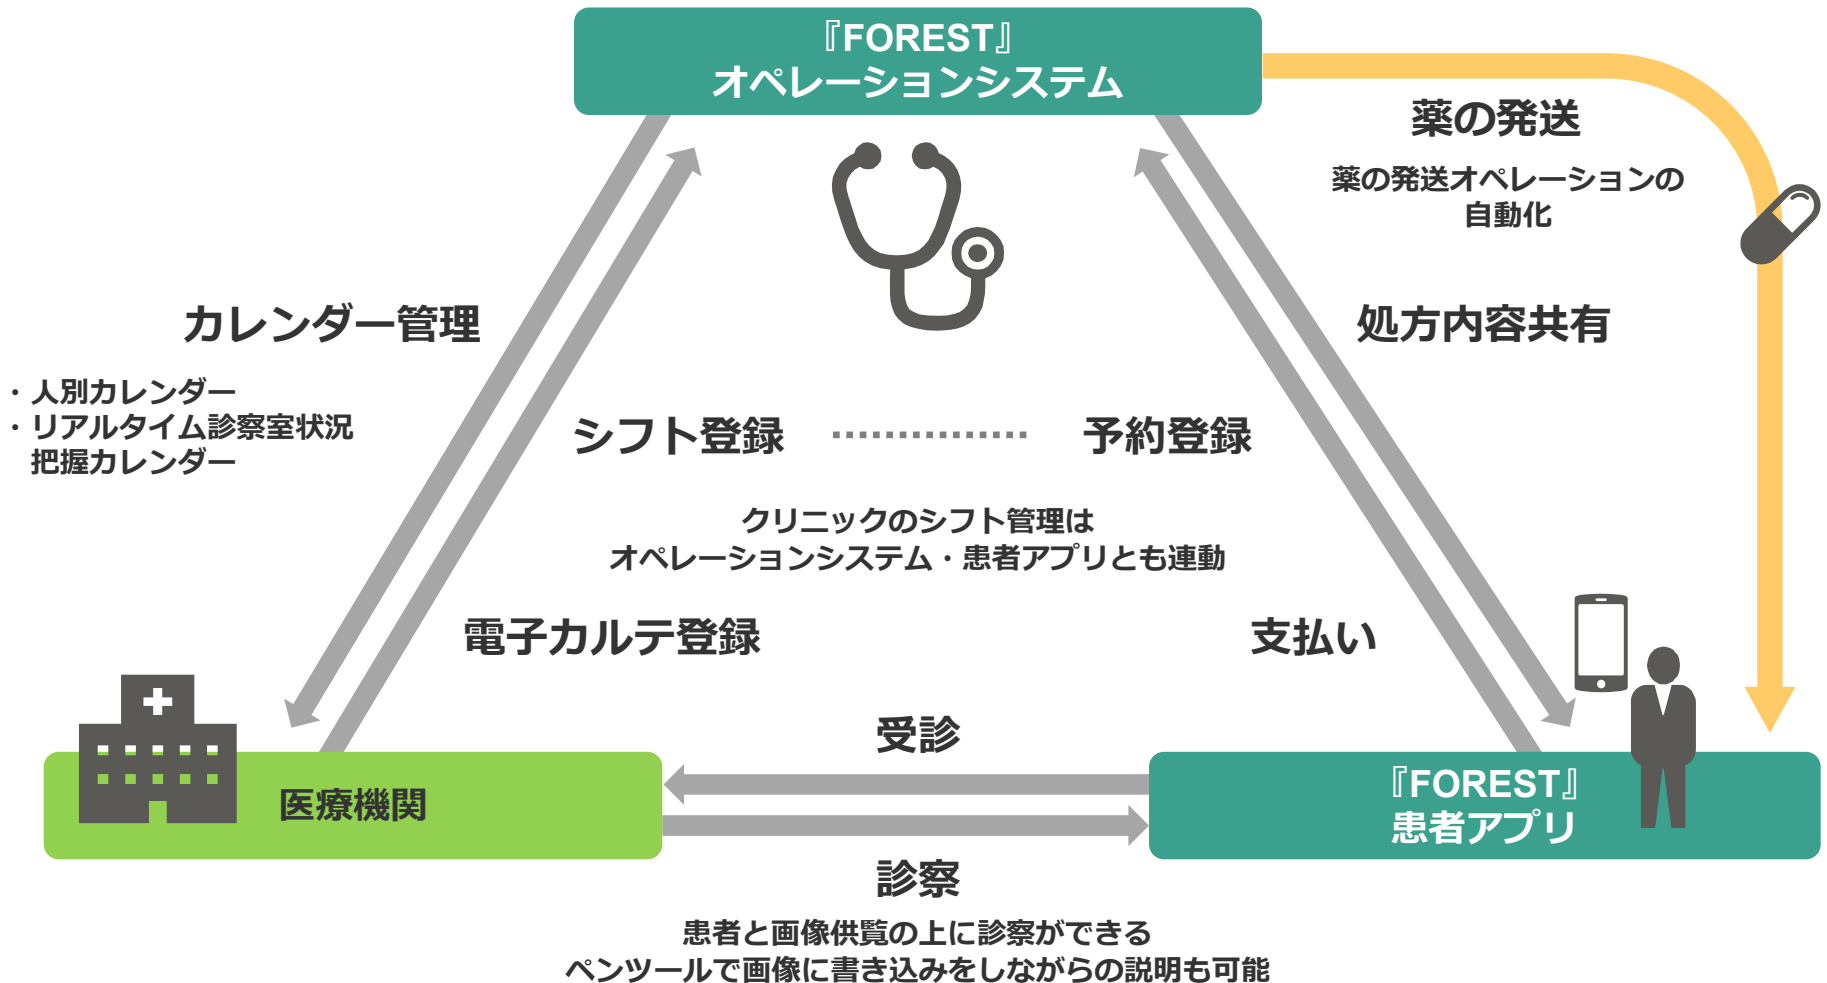 『FOREST』
オペレーションシステム
薬の発送
薬の発送オペレーションの
自動化
カレンダー管理
・人別カレンダー
・リアルタイム診察室状況
把握カレンダー
処方内容共有
シフト登録
予約登録
クリニックのシフト管理は
オペレーションシステム・患者アプリとも連動
電子カルテ登録
支払い
受診
医療機関
『FOREST』
患者アプリ
診察
患者と画像供覧の上に診察ができる
ペンツールで画像に書き込みをしながらの説明も可能